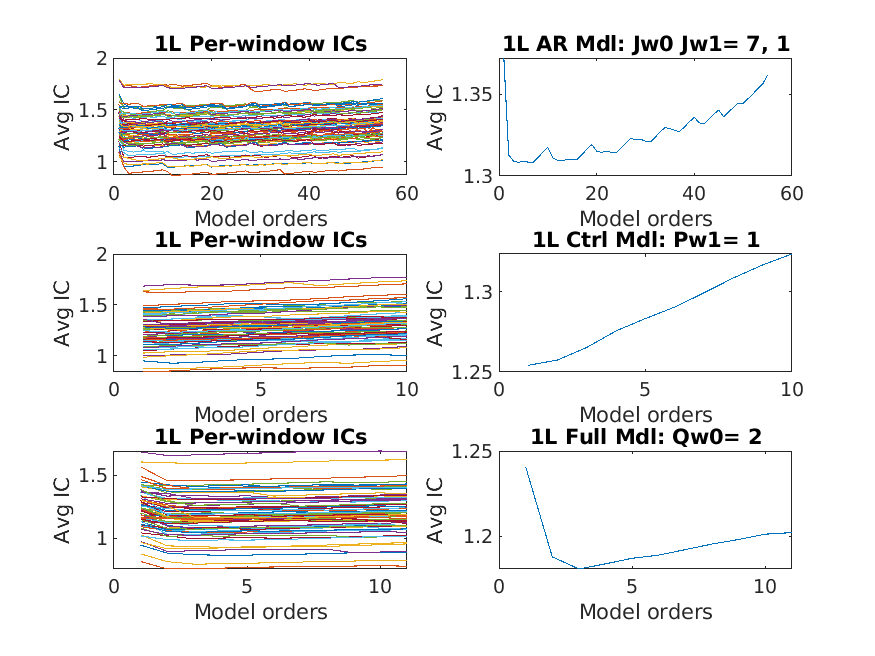 1L Per-window ICs
2
1.5
1
Avg IC
0 20 40 60
Model orders
1L AR Mdl: Jw0 Jw1= 7, 1
1.35
1.3
Avg IC
0 20 40 60
Model orders
1L Per-window ICs
2
1.5
1
Avg IC
0 5 10
Model orders
1L Ctrl Mdl: Pw1= 1
1.3
1.25
Avg IC
0 5 10
Model orders
1L Per-window ICs
1.5
1
Avg IC
0 5 10
Model orders
1L Full Mdl: Qw0= 2
1.25
1.2
Avg IC
0 5 10
Model orders